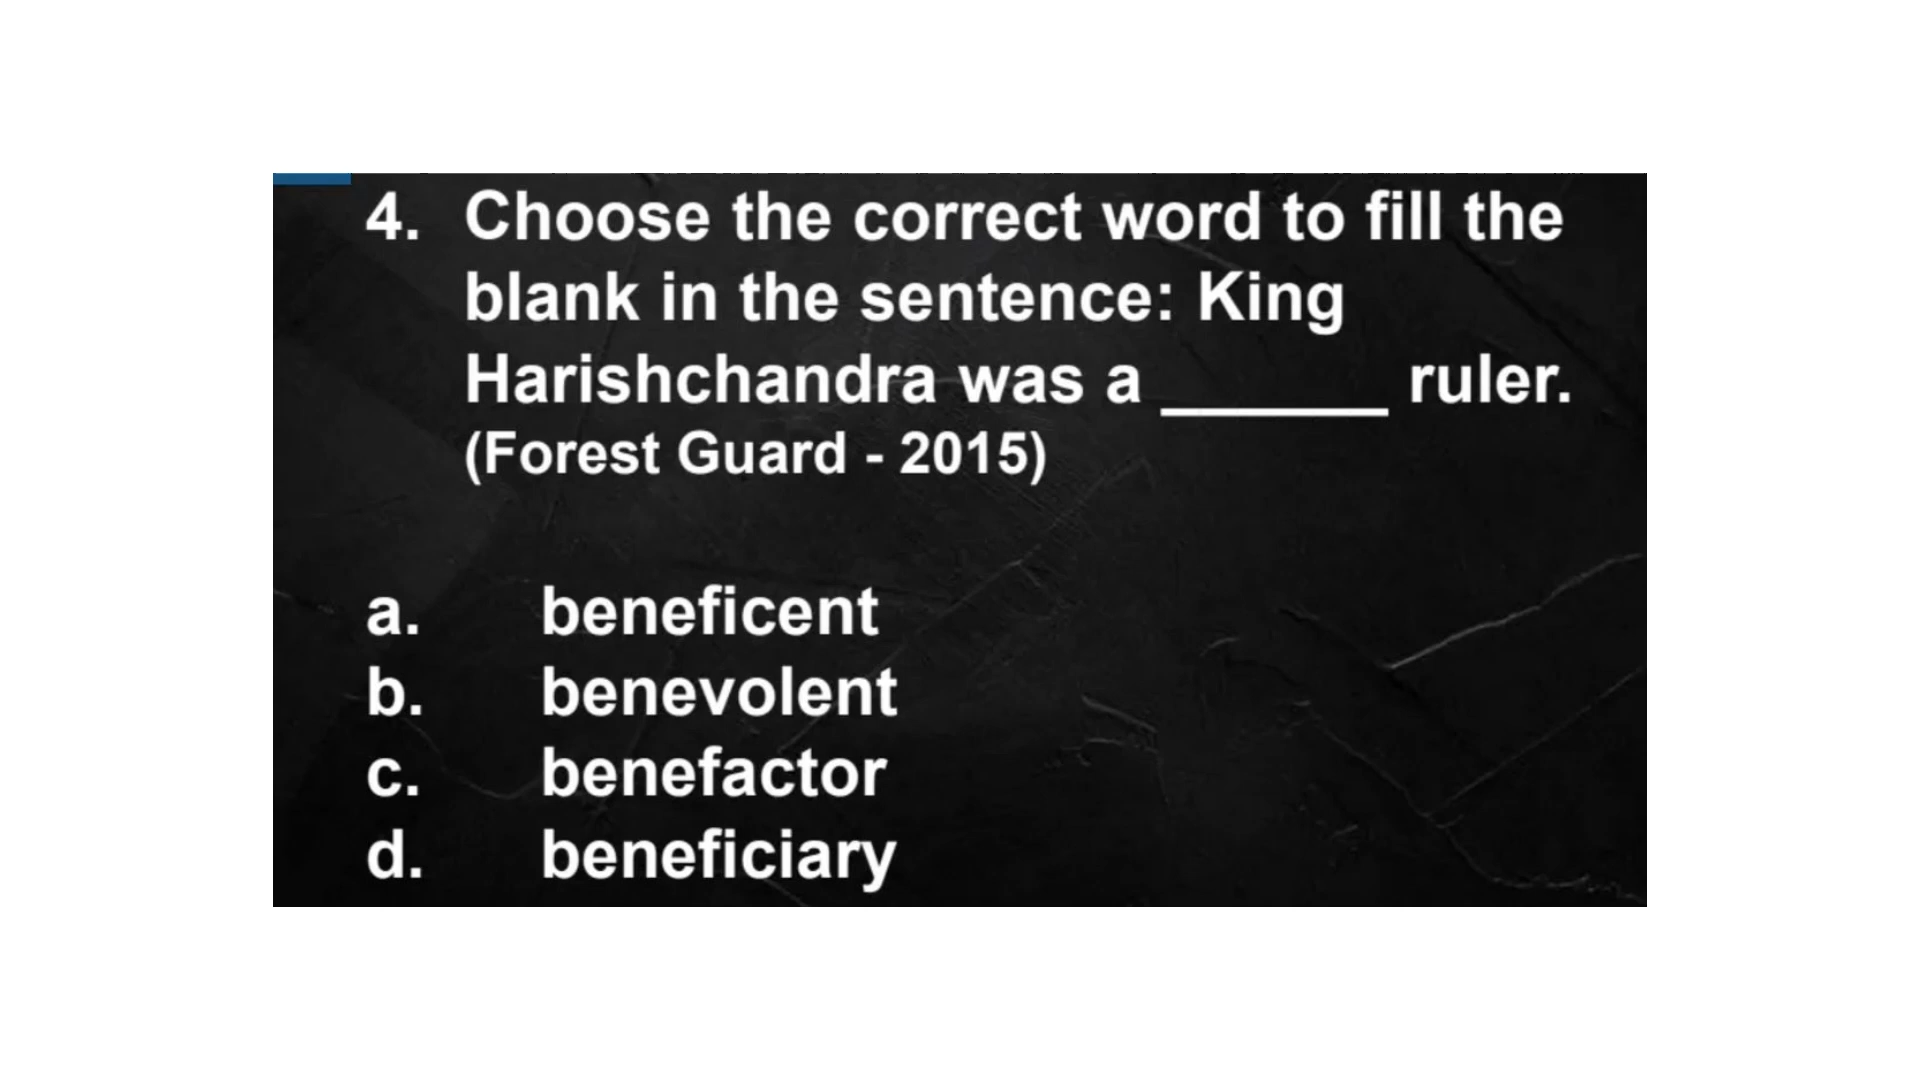 4. Choose the correct word to fill the
blank in the sentence: King
Harishchandra was a _______ ruler.
(Forest Guard - 2015)
a. beneficent
b. benevolent
c. benefactor
d. beneficiary